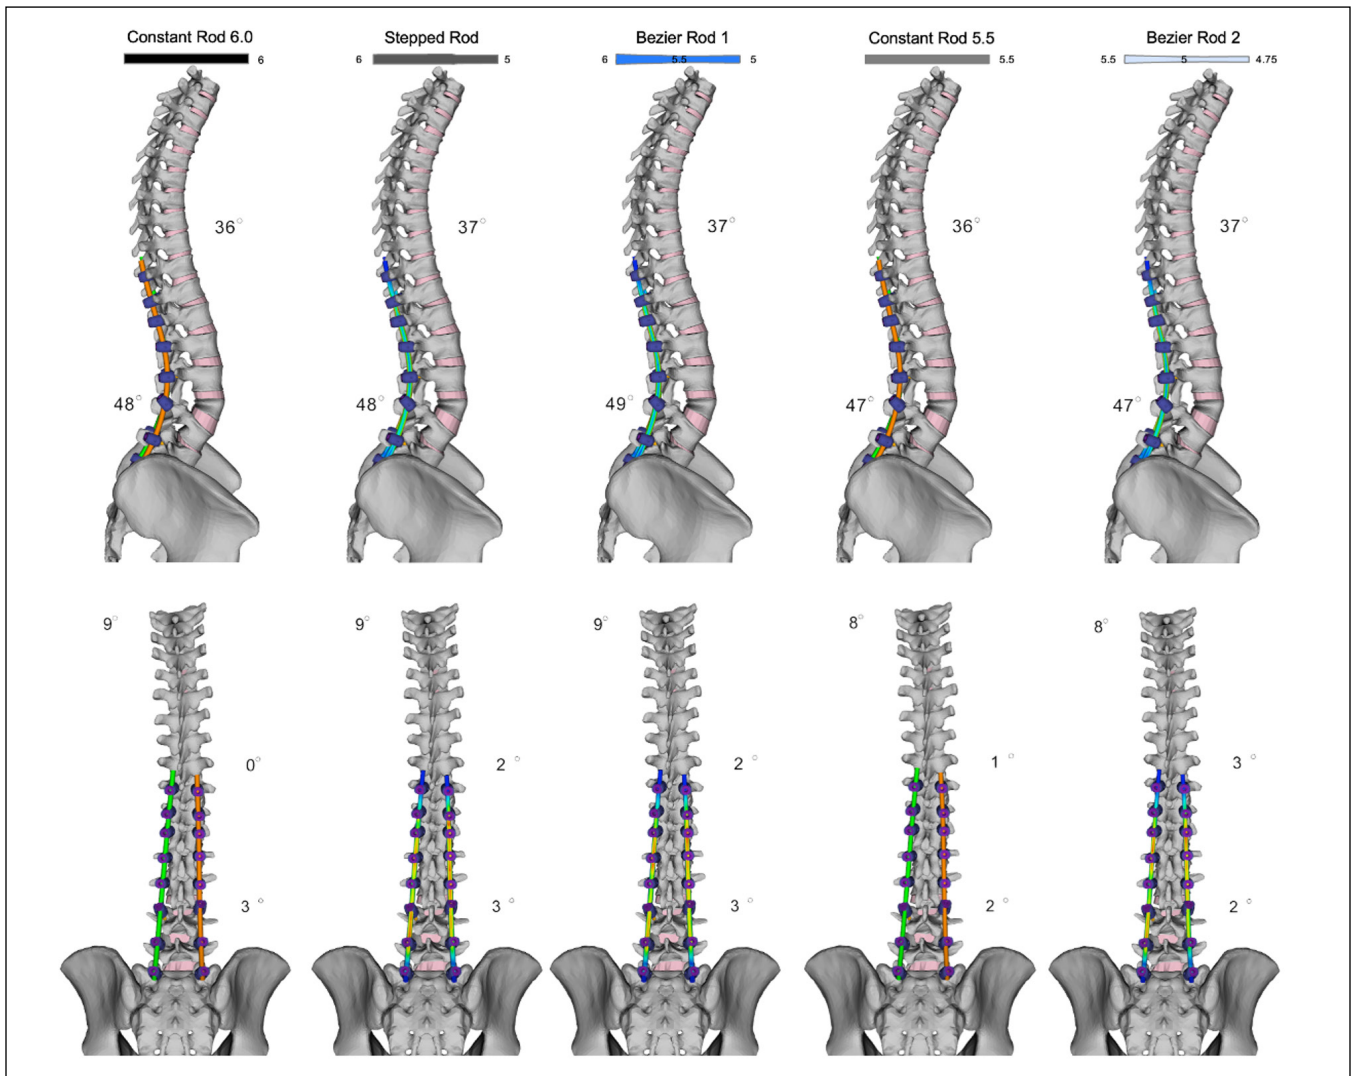 Constant Rod 6.0 Stepped Rod Bezier Rod 1 Constant Rod 5.5 Bezier Rod 2
6 6 5 6 5.5 5 5.5 5.5 5 4.75
36° 37° 37° 36° 37°
48° 48° 49° 47° 47°
9° 9° 9° 8° 8°
0° 2° 2° 1° 3°
3° 3° 3° 2° 2°